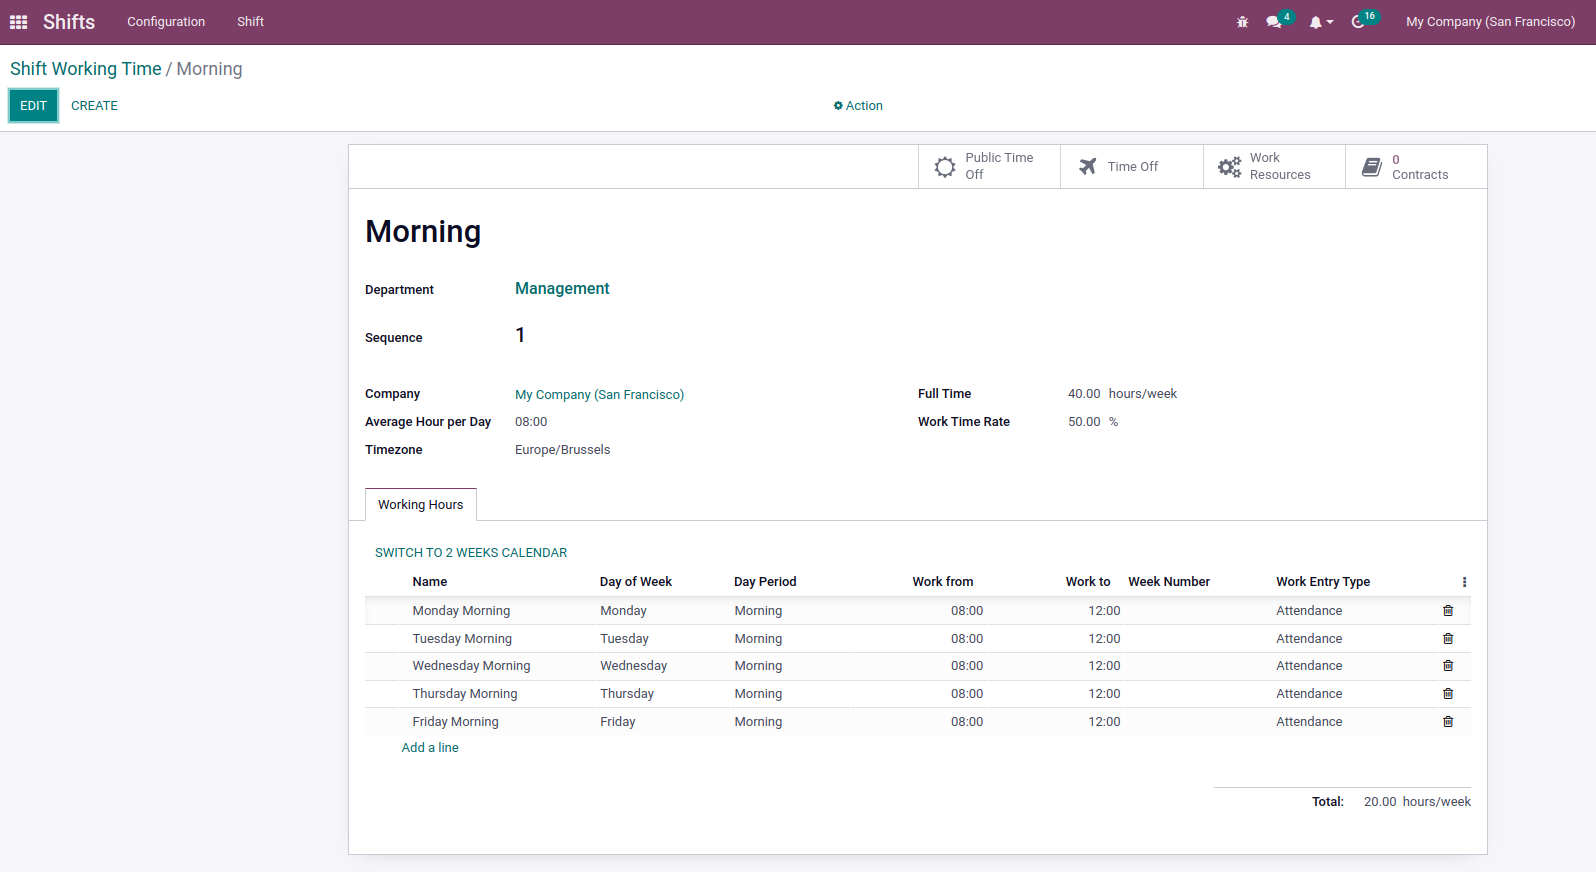 Shifts Configuration Shift 4 16 My Company (San Francisco)
Shift Working Time / Morning
EDIT CREATE Action
Public Time Off
Time Off
Work Resources
0 Contracts
Morning
Department Management
Sequence 1
Company My Company (San Francisco)
Average Hour per Day 08:00
Timezone Europe/Brussels
Full Time 40.00 hours/week
Work Time Rate 50.00 %
Working Hours
SWITCH TO 2 WEEKS CALENDAR
Name Day of Week Day Period Work from Work to Week Number Work Entry Type
Monday Morning Monday Morning 08:00 12:00 Attendance
Tuesday Morning Tuesday Morning 08:00 12:00 Attendance
Wednesday Morning Wednesday Morning 08:00 12:00 Attendance
Thursday Morning Thursday Morning 08:00 12:00 Attendance
Friday Morning Friday Morning 08:00 12:00 Attendance
Add a line
Total: 20.00 hours/week